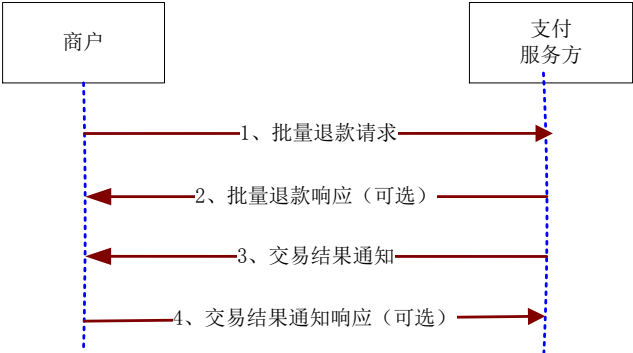 商户
支付
服务方
1、批量退款请求
2、批量退款响应（可选）
3、交易结果通知
4、交易结果通知响应（可选）